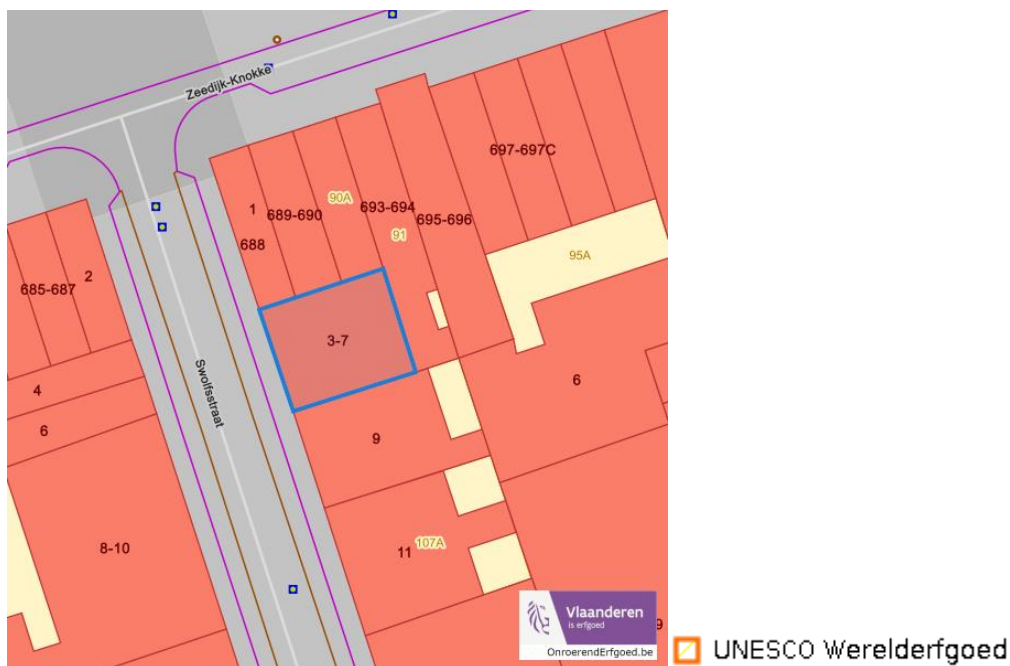 Zeedijk-Knokke
697-697C
90A
693-694
1
689-690
695-696
688
91
95A
2
685-687
3-7
Swolfsstraat
6
4
6
9
8-10
11
107A
9
Vlaanderen
is erfgoed
OnroerendErfgoed.be
UNESCO Werelderfgoed